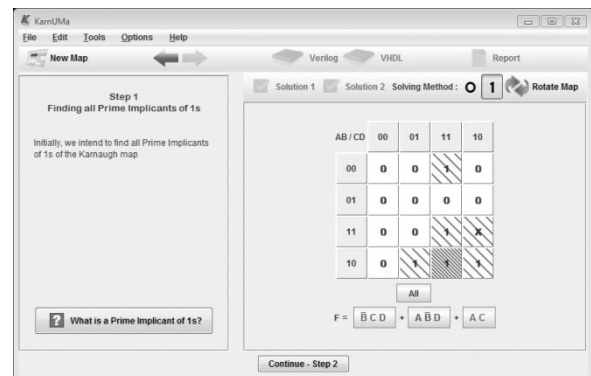 KarnUMa
File Edit Tools Options Help
New Map Verilog VHDL Report
Step 1
Finding all Prime Implicants of 1s
Initially, we intend to find all Prime Implicants
of 1s of the Karnaugh map
? What is a Prime Implicant of 1s?
Solution 1 Solution 2 Solving Method : 0 1 Rotate Map
AB / CD 00 01 11 10
00 0 0 1 0
01 0 0 0 0
11 0 0 1 X
10 0 1 1 1
All
F = B̅ C D + A B̅ D + A C
Continue - Step 2